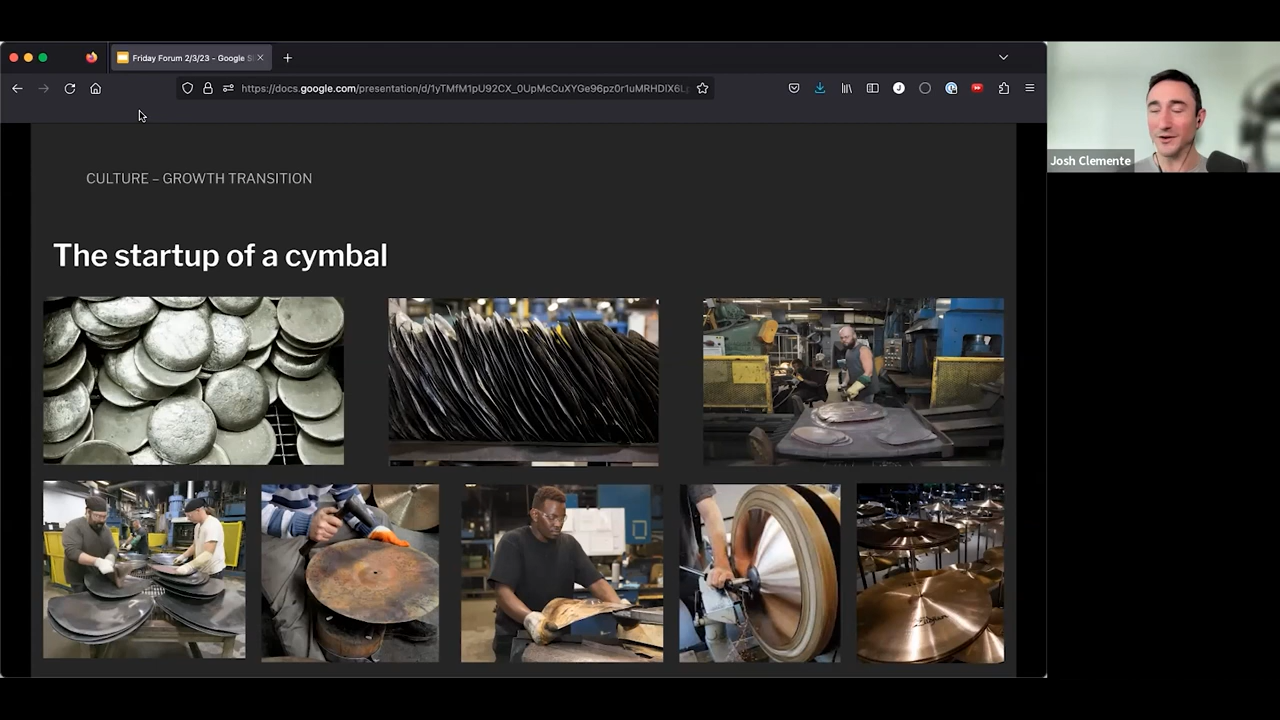 Friday Forum 2/3/23 - Google S
https://docs.google.com/presentation/d/1yTMfM1pU92CX_0UpMcCuXYGe96pz0r1uMRHDIX6L
J
CULTURE – GROWTH TRANSITION
The startup of a cymbal
Josh Clemente